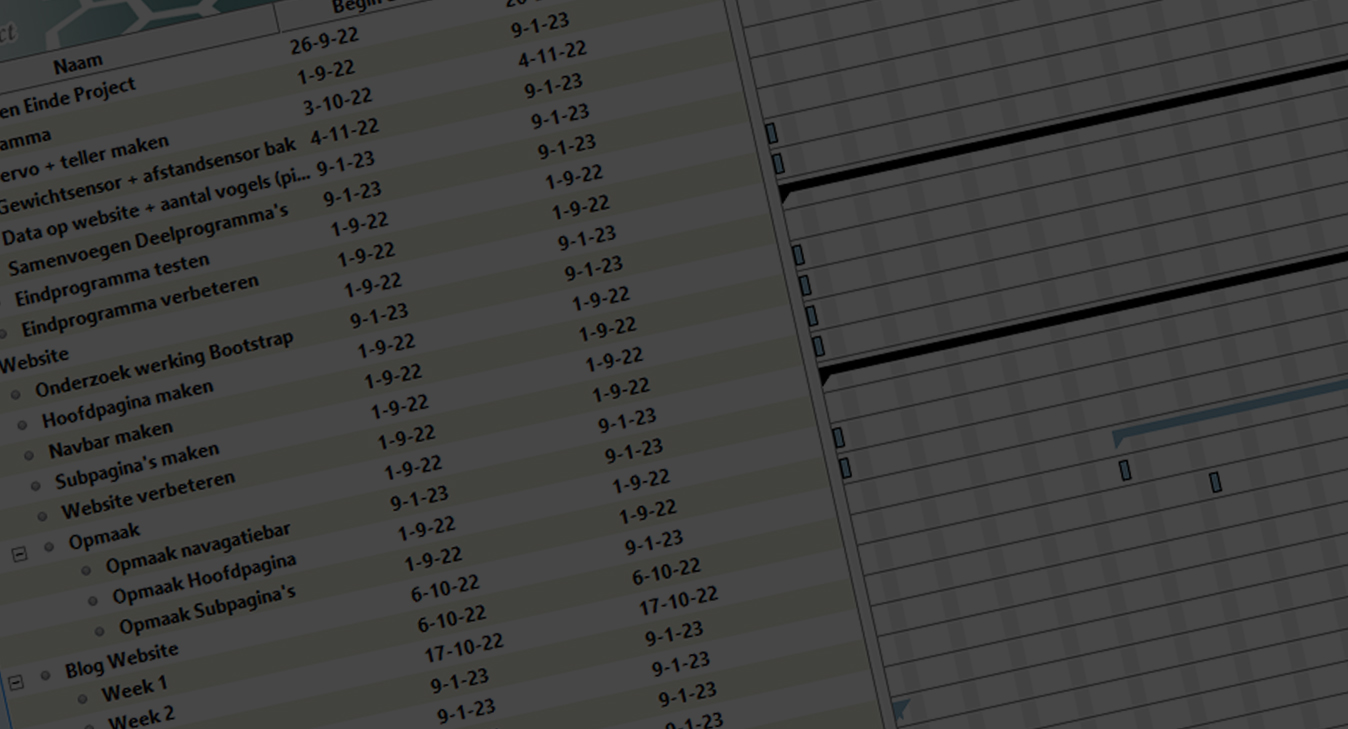 ct
Naam Begin
en Einde Project 26-9-22
amma 1-9-22 9-1-23
ervo + teller maken 3-10-22 4-11-22
Gewichtsensor + afstandsensor bak 4-11-22 9-1-23
Data op website + aantal vogels (pi... 9-1-23 9-1-23
Samenvoegen Deelprogramma's 9-1-23 9-1-23
Eindprogramma testen 1-9-22 1-9-22
Eindprogramma verbeteren 1-9-22 1-9-22
Website 1-9-22 9-1-23
Onderzoek werking Bootstrap 9-1-23 9-1-23
Hoofdpagina maken 1-9-22 1-9-22
Navbar maken 1-9-22 1-9-22
Subpagina's maken 1-9-22 1-9-22
Website verbeteren 1-9-22 1-9-22
Opmaak 1-9-22 9-1-23
Opmaak navagatiebar 9-1-23 9-1-23
Opmaak Hoofdpagina 1-9-22 1-9-22
Opmaak Subpagina's 1-9-22 1-9-22
Blog Website 6-10-22 9-1-23
Week 1 6-10-22 6-10-22
Week 2 17-10-22 17-10-22
9-1-23 9-1-23
9-1-23 9-1-23
9-1-23
9-1-23